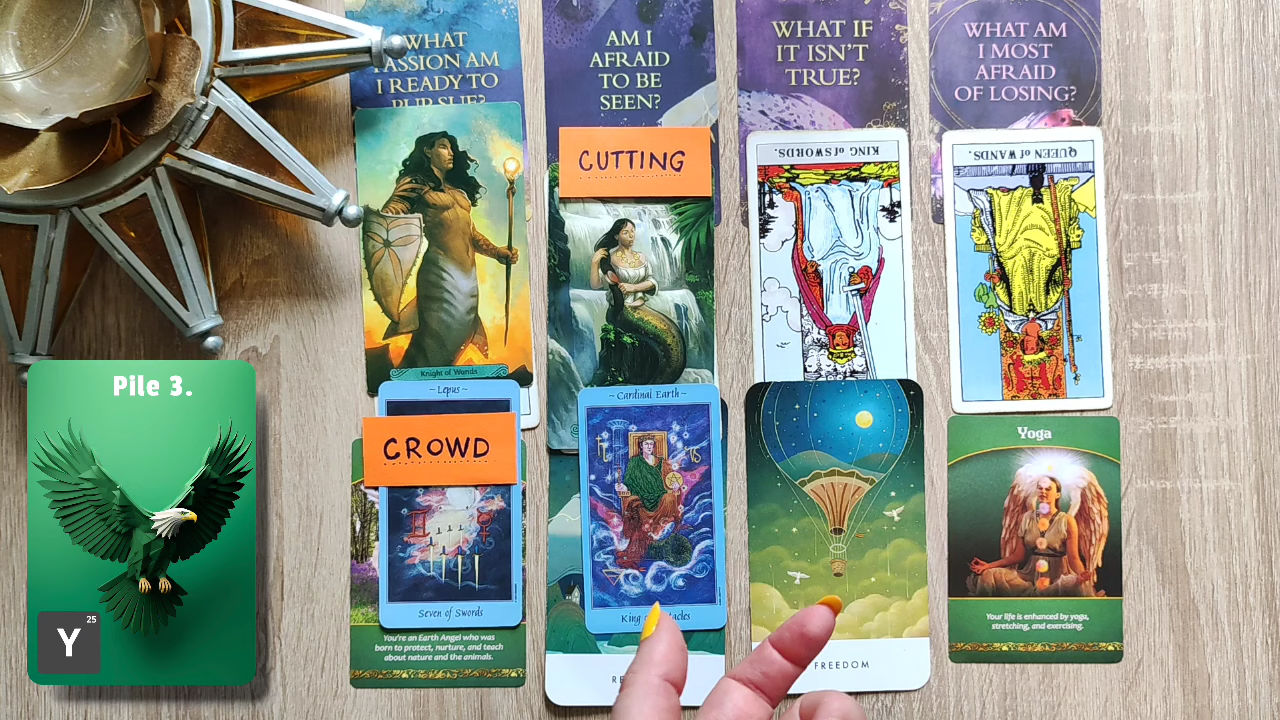 WHAT
PASSION AM
I READY TO
PURSUE?
AM I
AFRAID
TO BE
SEEN?
WHAT IF
IT ISN'T
TRUE?
WHAT AM
I MOST
AFRAID
OF LOSING?
CUTTING
KING of SWORDS.
QUEEN of WANDS.
Knight of Wands
~ Lepus ~
~ Cardinal Earth ~
Pile 3.
CROWD
Yoga
Seven of Swords
King
Your life is enhanced by yoga,
stretching, and exercising.
You're an Earth Angel who was
born to protect, nurture, and teach
about nature and the animals.
FREEDOM
Y
25